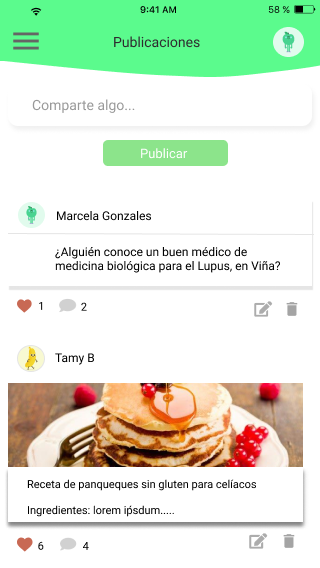 9:41 AM
58 %
Publicaciones
Comparte algo...
Publicar
Marcela Gonzales
¿Alguién conoce un buen médico de
medicina biológica para el Lupus, en Viña?
1
2
Tamy B
Receta de panqueques sin gluten para celíacos
Ingredientes: lorem ipsdum.....
6
4